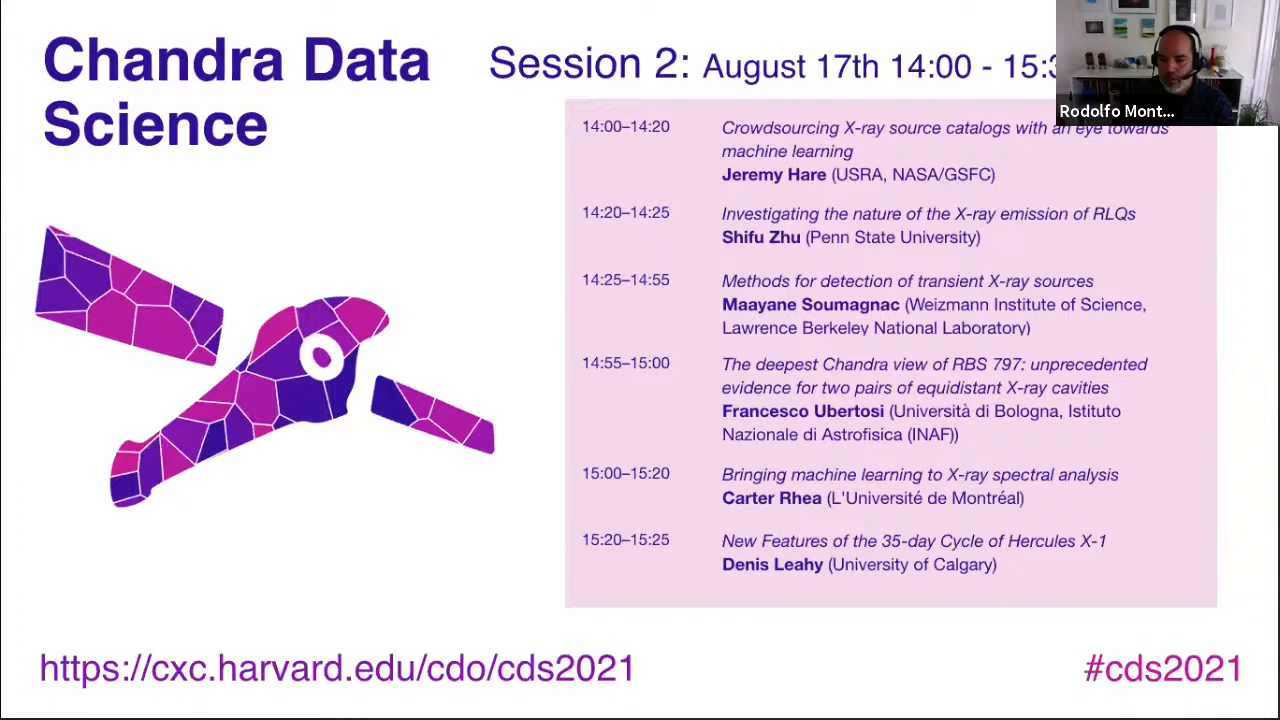 Chandra Data
Science
Session 2: August 17th 14:00 - 15:3
Rodolfo Mont...
14:00–14:20
Crowdsourcing X-ray source catalogs with an eye towards
machine learning
Jeremy Hare (USRA, NASA/GSFC)
14:20–14:25
Investigating the nature of the X-ray emission of RLQs
Shifu Zhu (Penn State University)
14:25–14:55
Methods for detection of transient X-ray sources
Maayane Soumagnac (Weizmann Institute of Science,
Lawrence Berkeley National Laboratory)
14:55–15:00
The deepest Chandra view of RBS 797: unprecedented
evidence for two pairs of equidistant X-ray cavities
Francesco Ubertosi (Università di Bologna, Istituto
Nazionale di Astrofisica (INAF))
15:00–15:20
Bringing machine learning to X-ray spectral analysis
Carter Rhea (L'Université de Montréal)
15:20–15:25
New Features of the 35-day Cycle of Hercules X-1
Denis Leahy (University of Calgary)
https://cxc.harvard.edu/cdo/cds2021
#cds2021